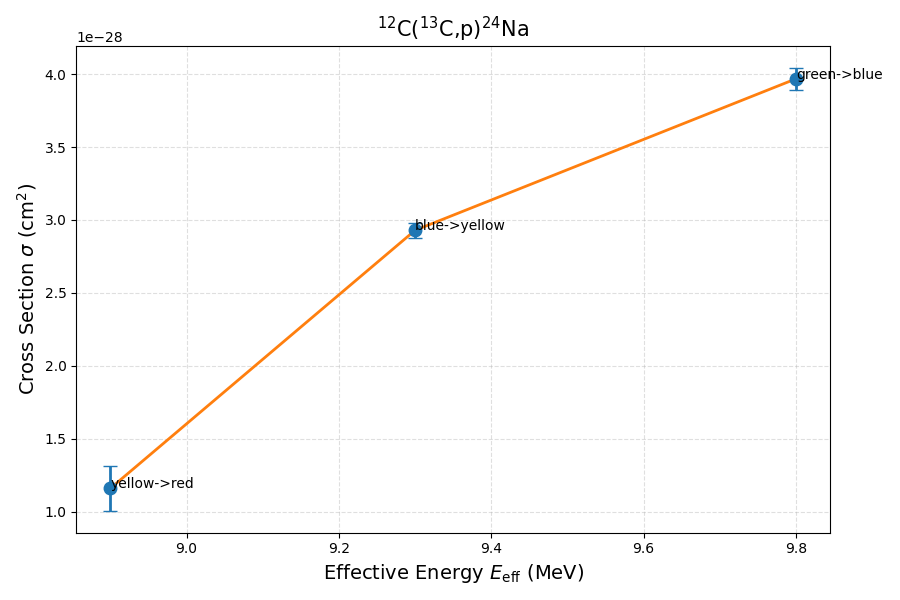 ¹²C(¹³C,p)²⁴Na
1e−28
4.0
3.5
3.0
2.5
2.0
1.5
1.0
Cross Section σ (cm²)
green->blue
blue->yellow
yellow->red
9.0 9.2 9.4 9.6 9.8
Effective Energy E_eff (MeV)